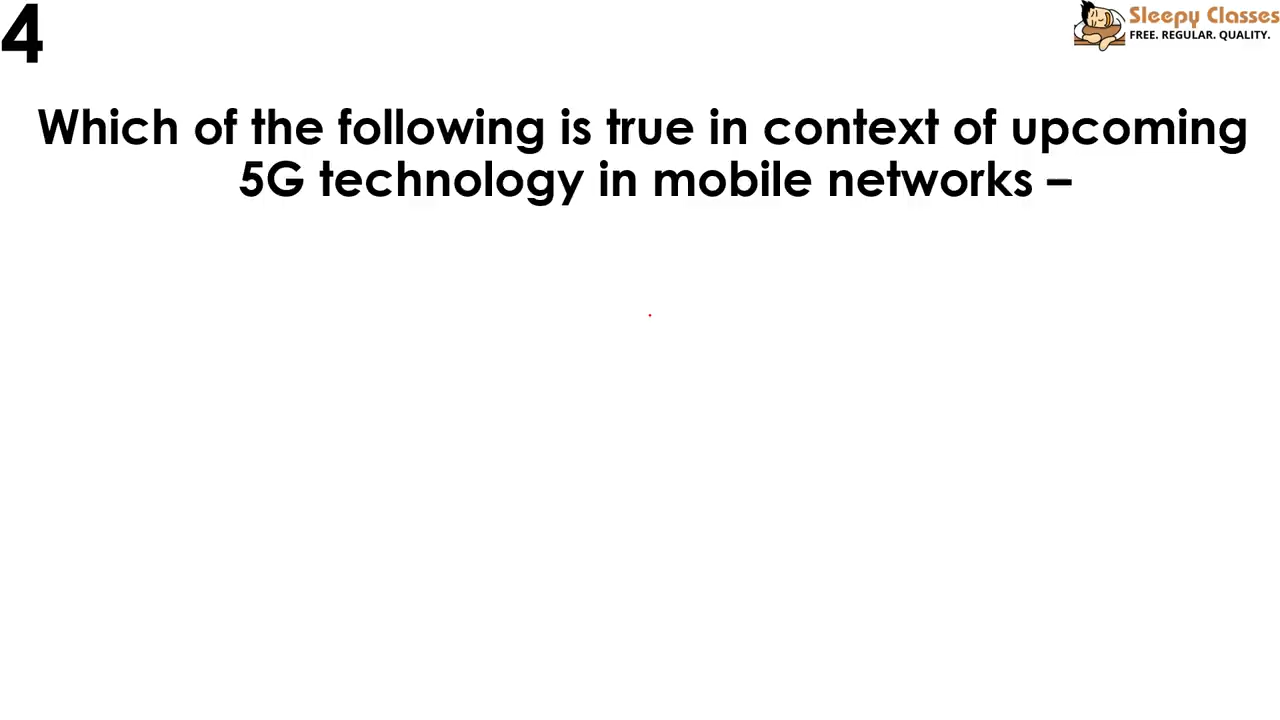 4
Sleepy Classes
FREE. REGULAR. QUALITY.
Which of the following is true in context of upcoming
5G technology in mobile networks –